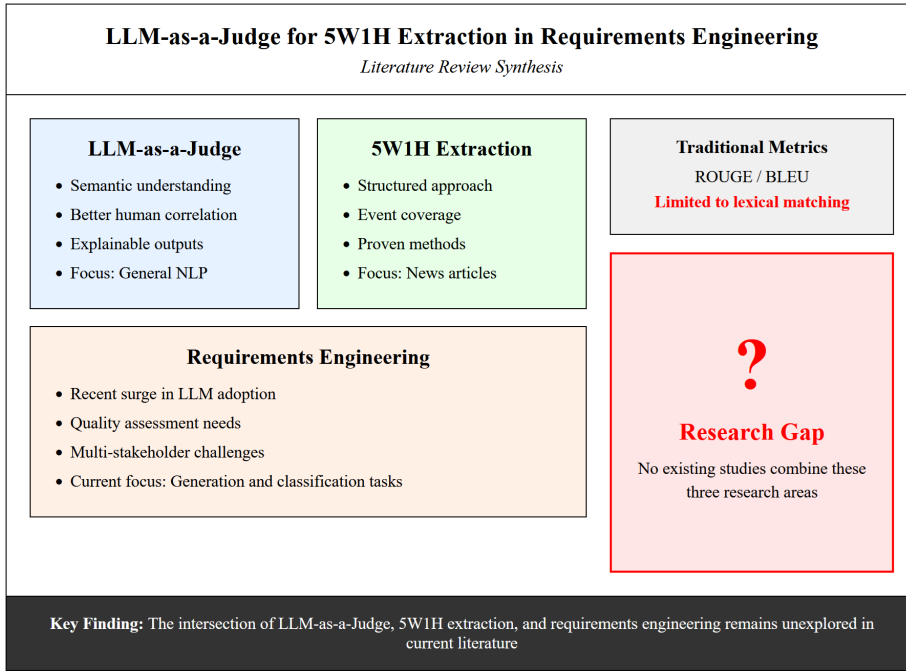 LLM-as-a-Judge for 5W1H Extraction in Requirements Engineering
Literature Review Synthesis
LLM-as-a-Judge
• Semantic understanding
• Better human correlation
• Explainable outputs
• Focus: General NLP
5W1H Extraction
• Structured approach
• Event coverage
• Proven methods
• Focus: News articles
Traditional Metrics
ROUGE / BLEU
Limited to lexical matching
Requirements Engineering
• Recent surge in LLM adoption
• Quality assessment needs
• Multi-stakeholder challenges
• Current focus: Generation and classification tasks
?
Research Gap
No existing studies combine these
three research areas
Key Finding: The intersection of LLM-as-a-Judge, 5W1H extraction, and requirements engineering remains unexplored in
current literature